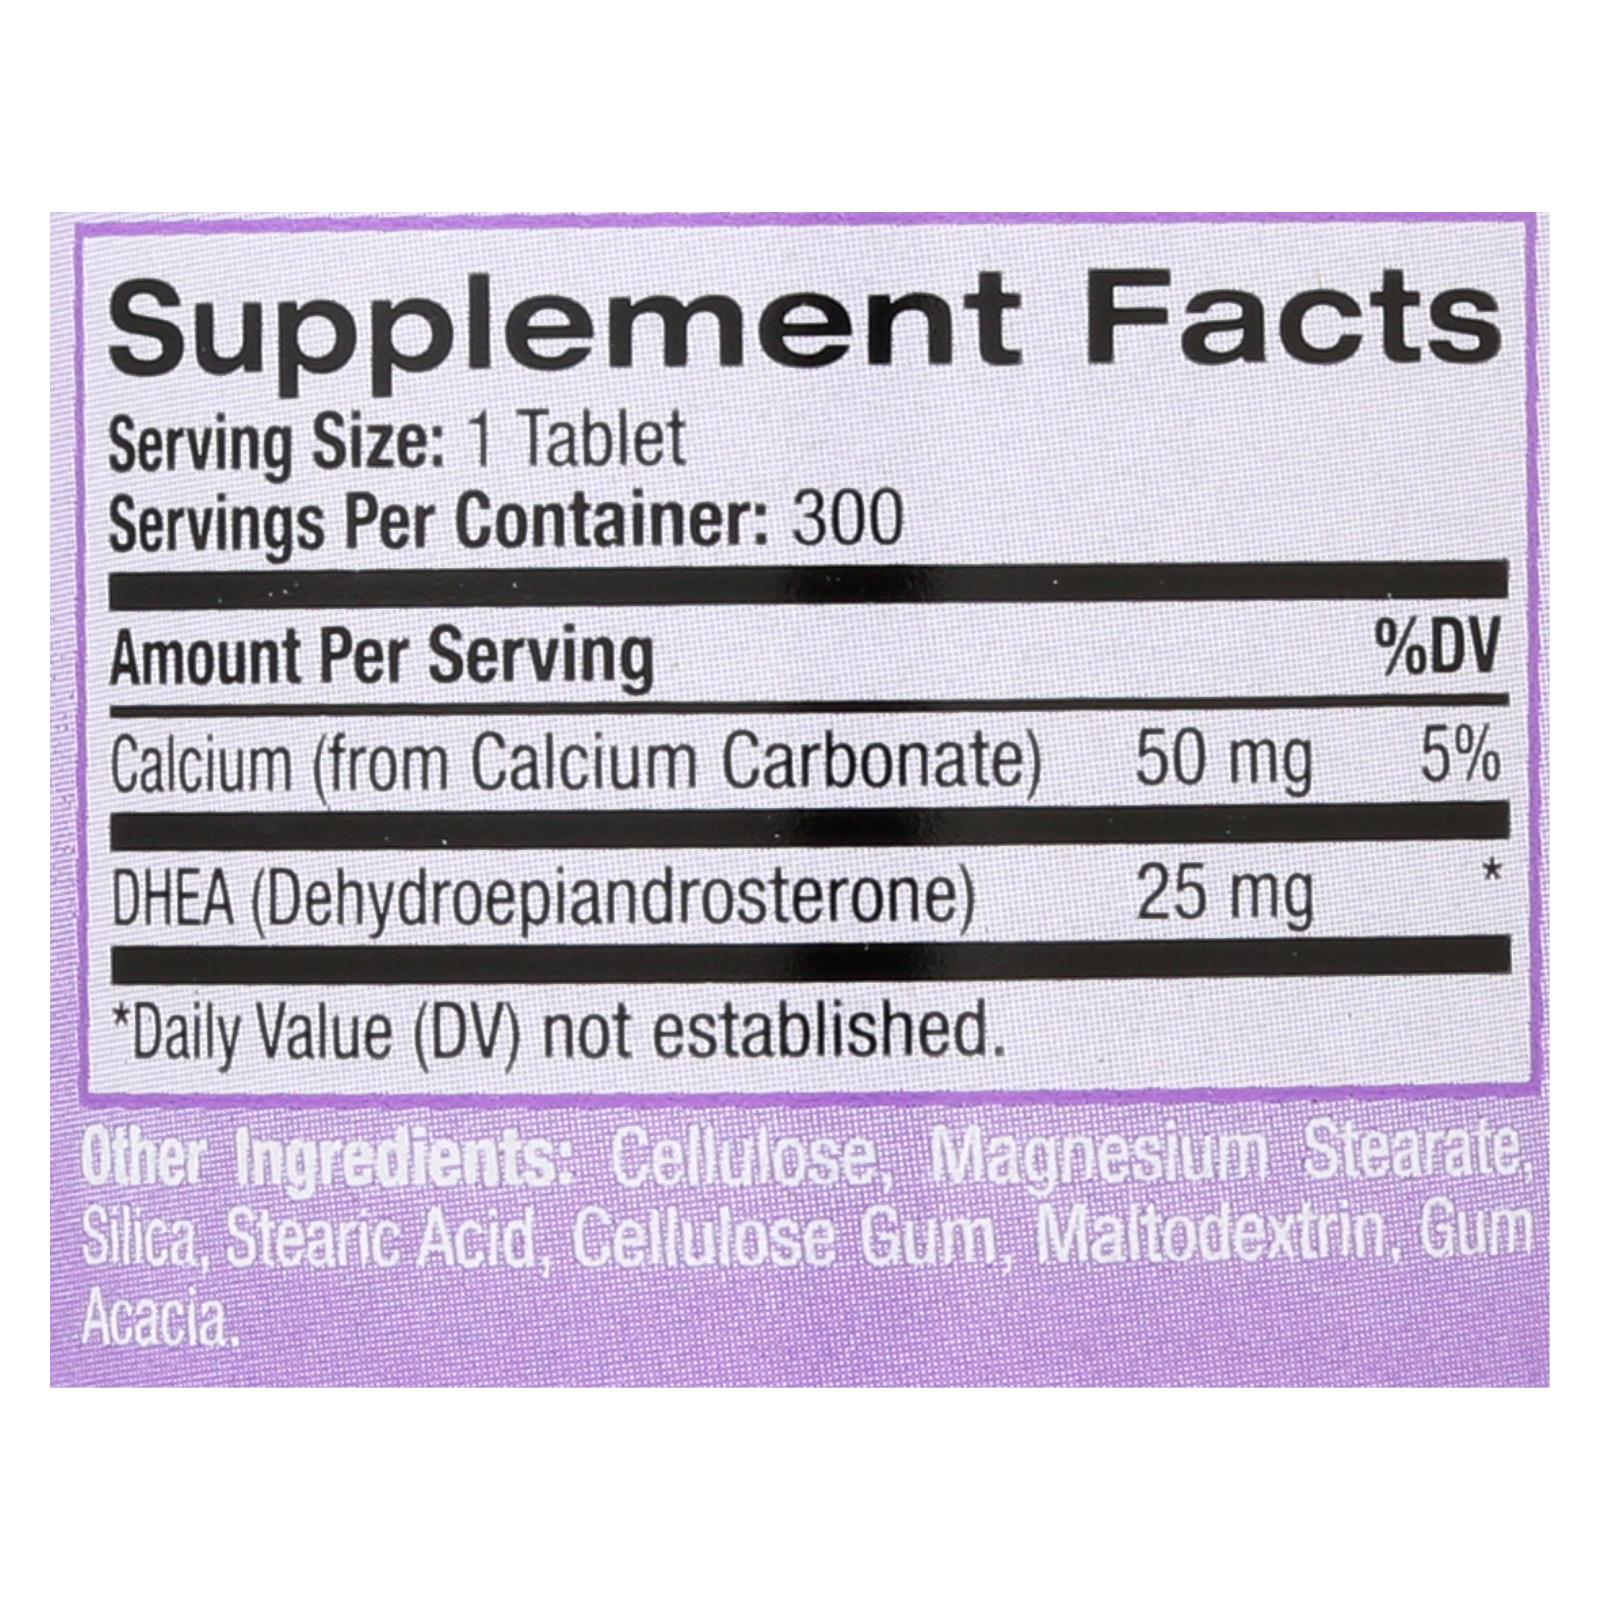 Supplement Facts
Serving Size: 1 Tablet
Servings Per Container: 300
Amount Per Serving %DV
Calcium (from Calcium Carbonate) 50 mg 5%
DHEA (Dehydroepiandrosterone) 25 mg *
*Daily Value (DV) not established.
Other Ingredients: Cellulose, Magnesium Stearate,
Silica, Stearic Acid, Cellulose Gum, Maltodextrin, Gum
Acacia.